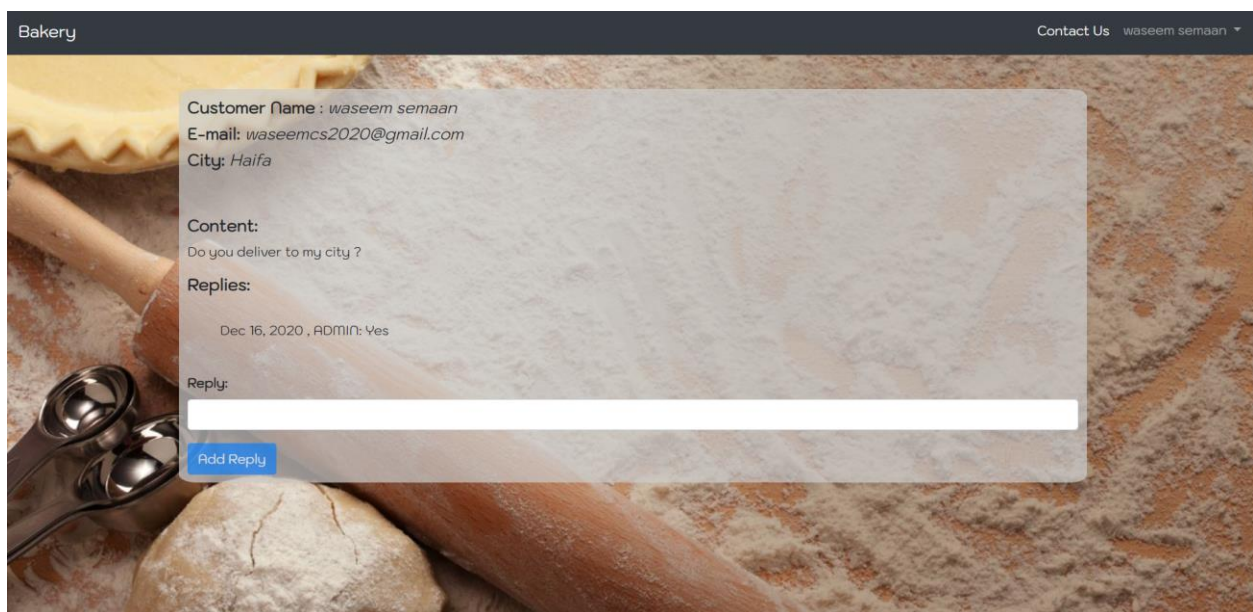 Bakery
Contact Us waseem semaan
Customer Name : waseem semaan
E-mail: waseemcs2020@gmail.com
City: Haifa
Content:
Do you deliver to my city ?
Replies:
Dec 16, 2020 , ADMIN: Yes
Reply:
Add Reply